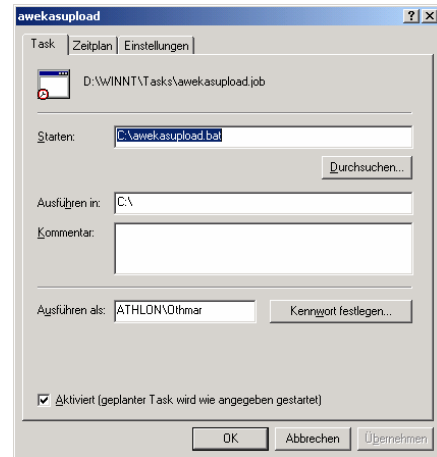 awekasupload
Task Zeitplan Einstellungen
D:\WINNT\Tasks\awekasupload.job
Starten: C:\awekasupload.bat
Durchsuchen...
Ausführen in: C:\
Kommentar:
Ausführen als: ATHLON\Othmar Kennwort festlegen...
Aktiviert (geplanter Task wird wie angegeben gestartet)
OK Abbrechen Übernehmen